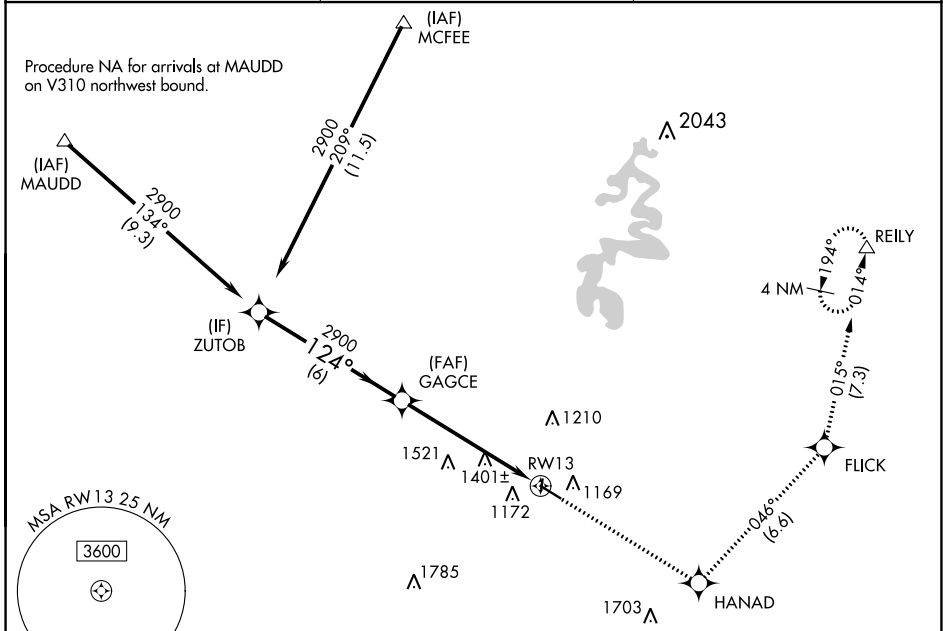 (IAF)
MCFEE
Procedure NA for arrivals at MAUDD
on V310 northwest bound.
2900
209°
(11.5)
2043
(IAF)
MAUDD
2900
134°
(9.3)
REILY
194°
014°
4 NM
(IF)
ZUTOB
2900
124°
(6)
(FAF)
GAGCE
015°
(7.3)
1210
FLICK
1521
1401±
RW13
1169
1172
046°
(6.6)
MSA RW13 25 NM
3600
1785
HANAD
1703